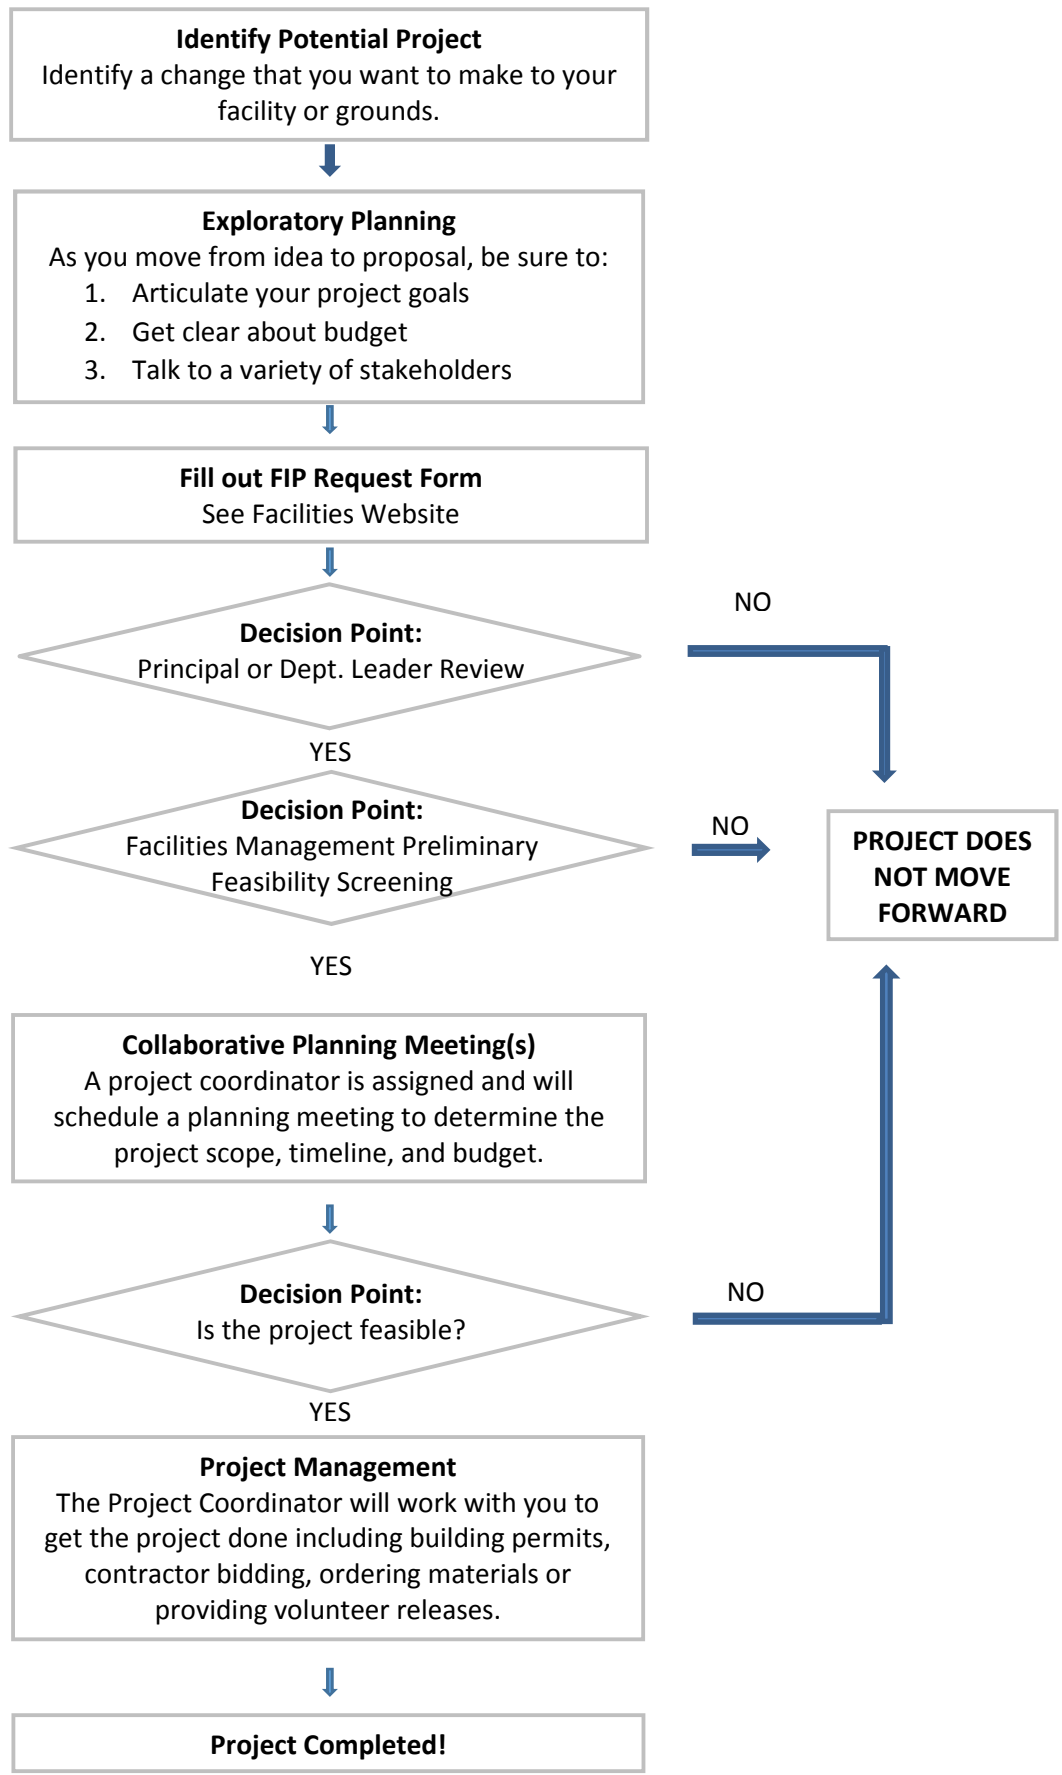 Identify Potential Project
Identify a change that you want to make to your
facility or grounds.
Exploratory Planning
As you move from idea to proposal, be sure to:
1. Articulate your project goals
2. Get clear about budget
3. Talk to a variety of stakeholders
Fill out FIP Request Form
See Facilities Website
Decision Point:
Principal or Dept. Leader Review
NO
YES
Decision Point:
Facilities Management Preliminary
Feasibility Screening
NO
PROJECT DOES
NOT MOVE
FORWARD
YES
Collaborative Planning Meeting(s)
A project coordinator is assigned and will
schedule a planning meeting to determine the
project scope, timeline, and budget.
Decision Point:
Is the project feasible?
NO
YES
Project Management
The Project Coordinator will work with you to
get the project done including building permits,
contractor bidding, ordering materials or
providing volunteer releases.
Project Completed!